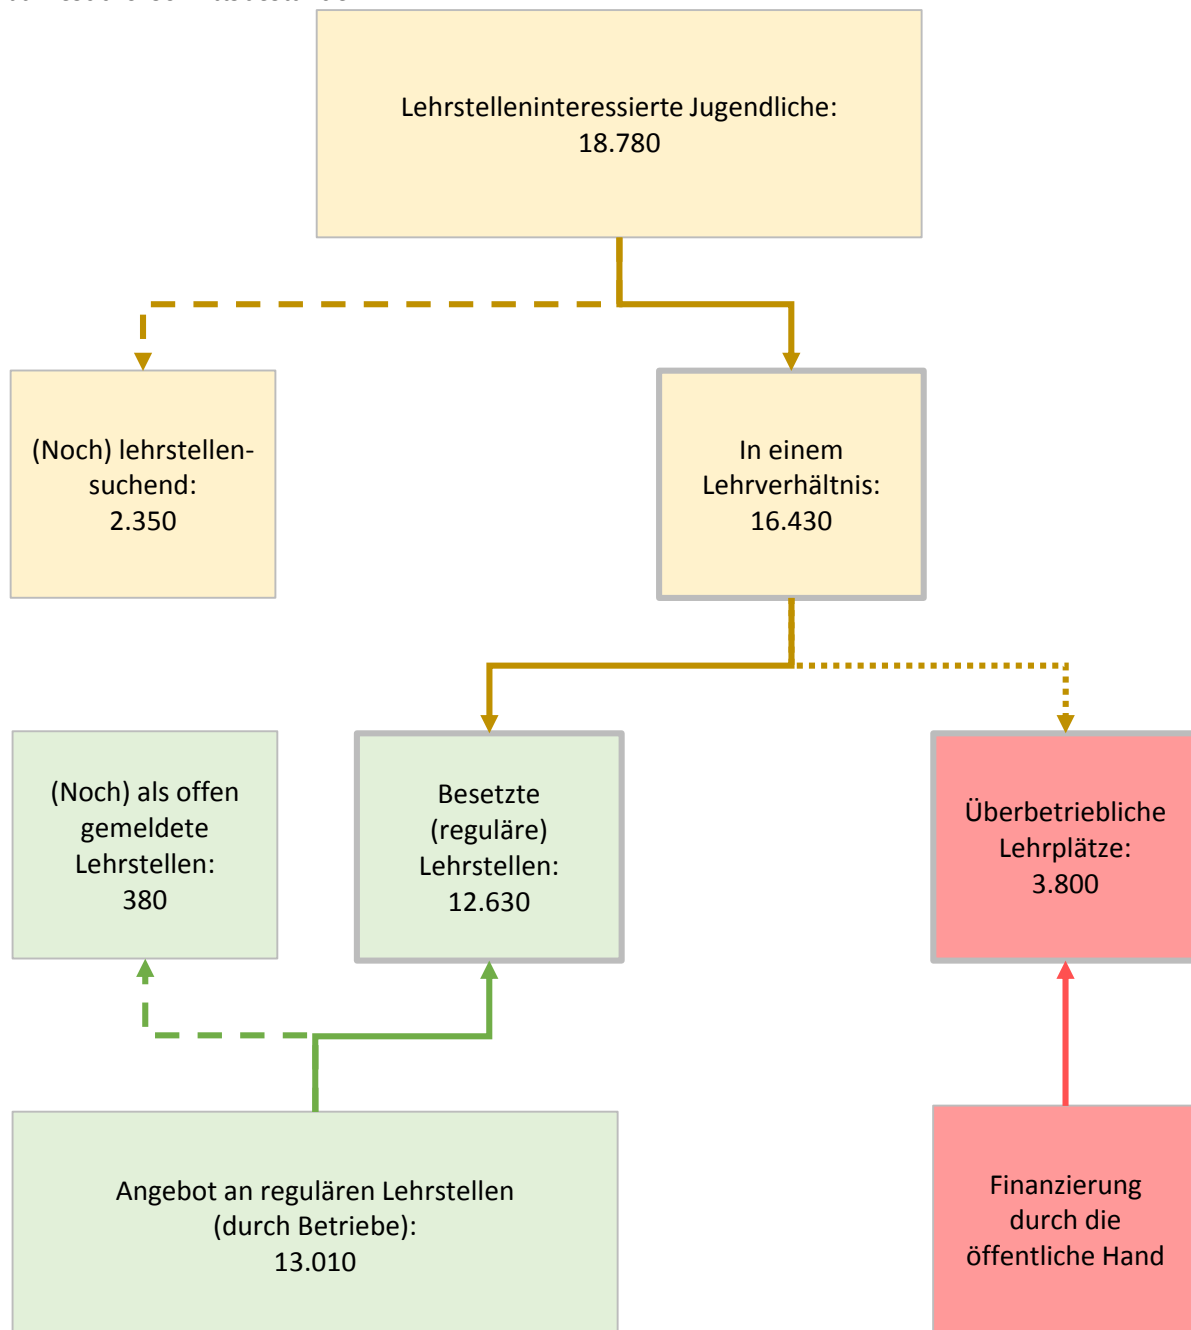 Lehrstelleninteressierte Jugendliche:
18.780
(Noch) lehrstellen-
suchend:
2.350
In einem
Lehrverhältnis:
16.430
(Noch) als offen
gemeldete
Lehrstellen:
380
Besetzte
(reguläre)
Lehrstellen:
12.630
Überbetriebliche
Lehrplätze:
3.800
Angebot an regulären Lehrstellen
(durch Betriebe):
13.010
Finanzierung
durch die
öffentliche Hand